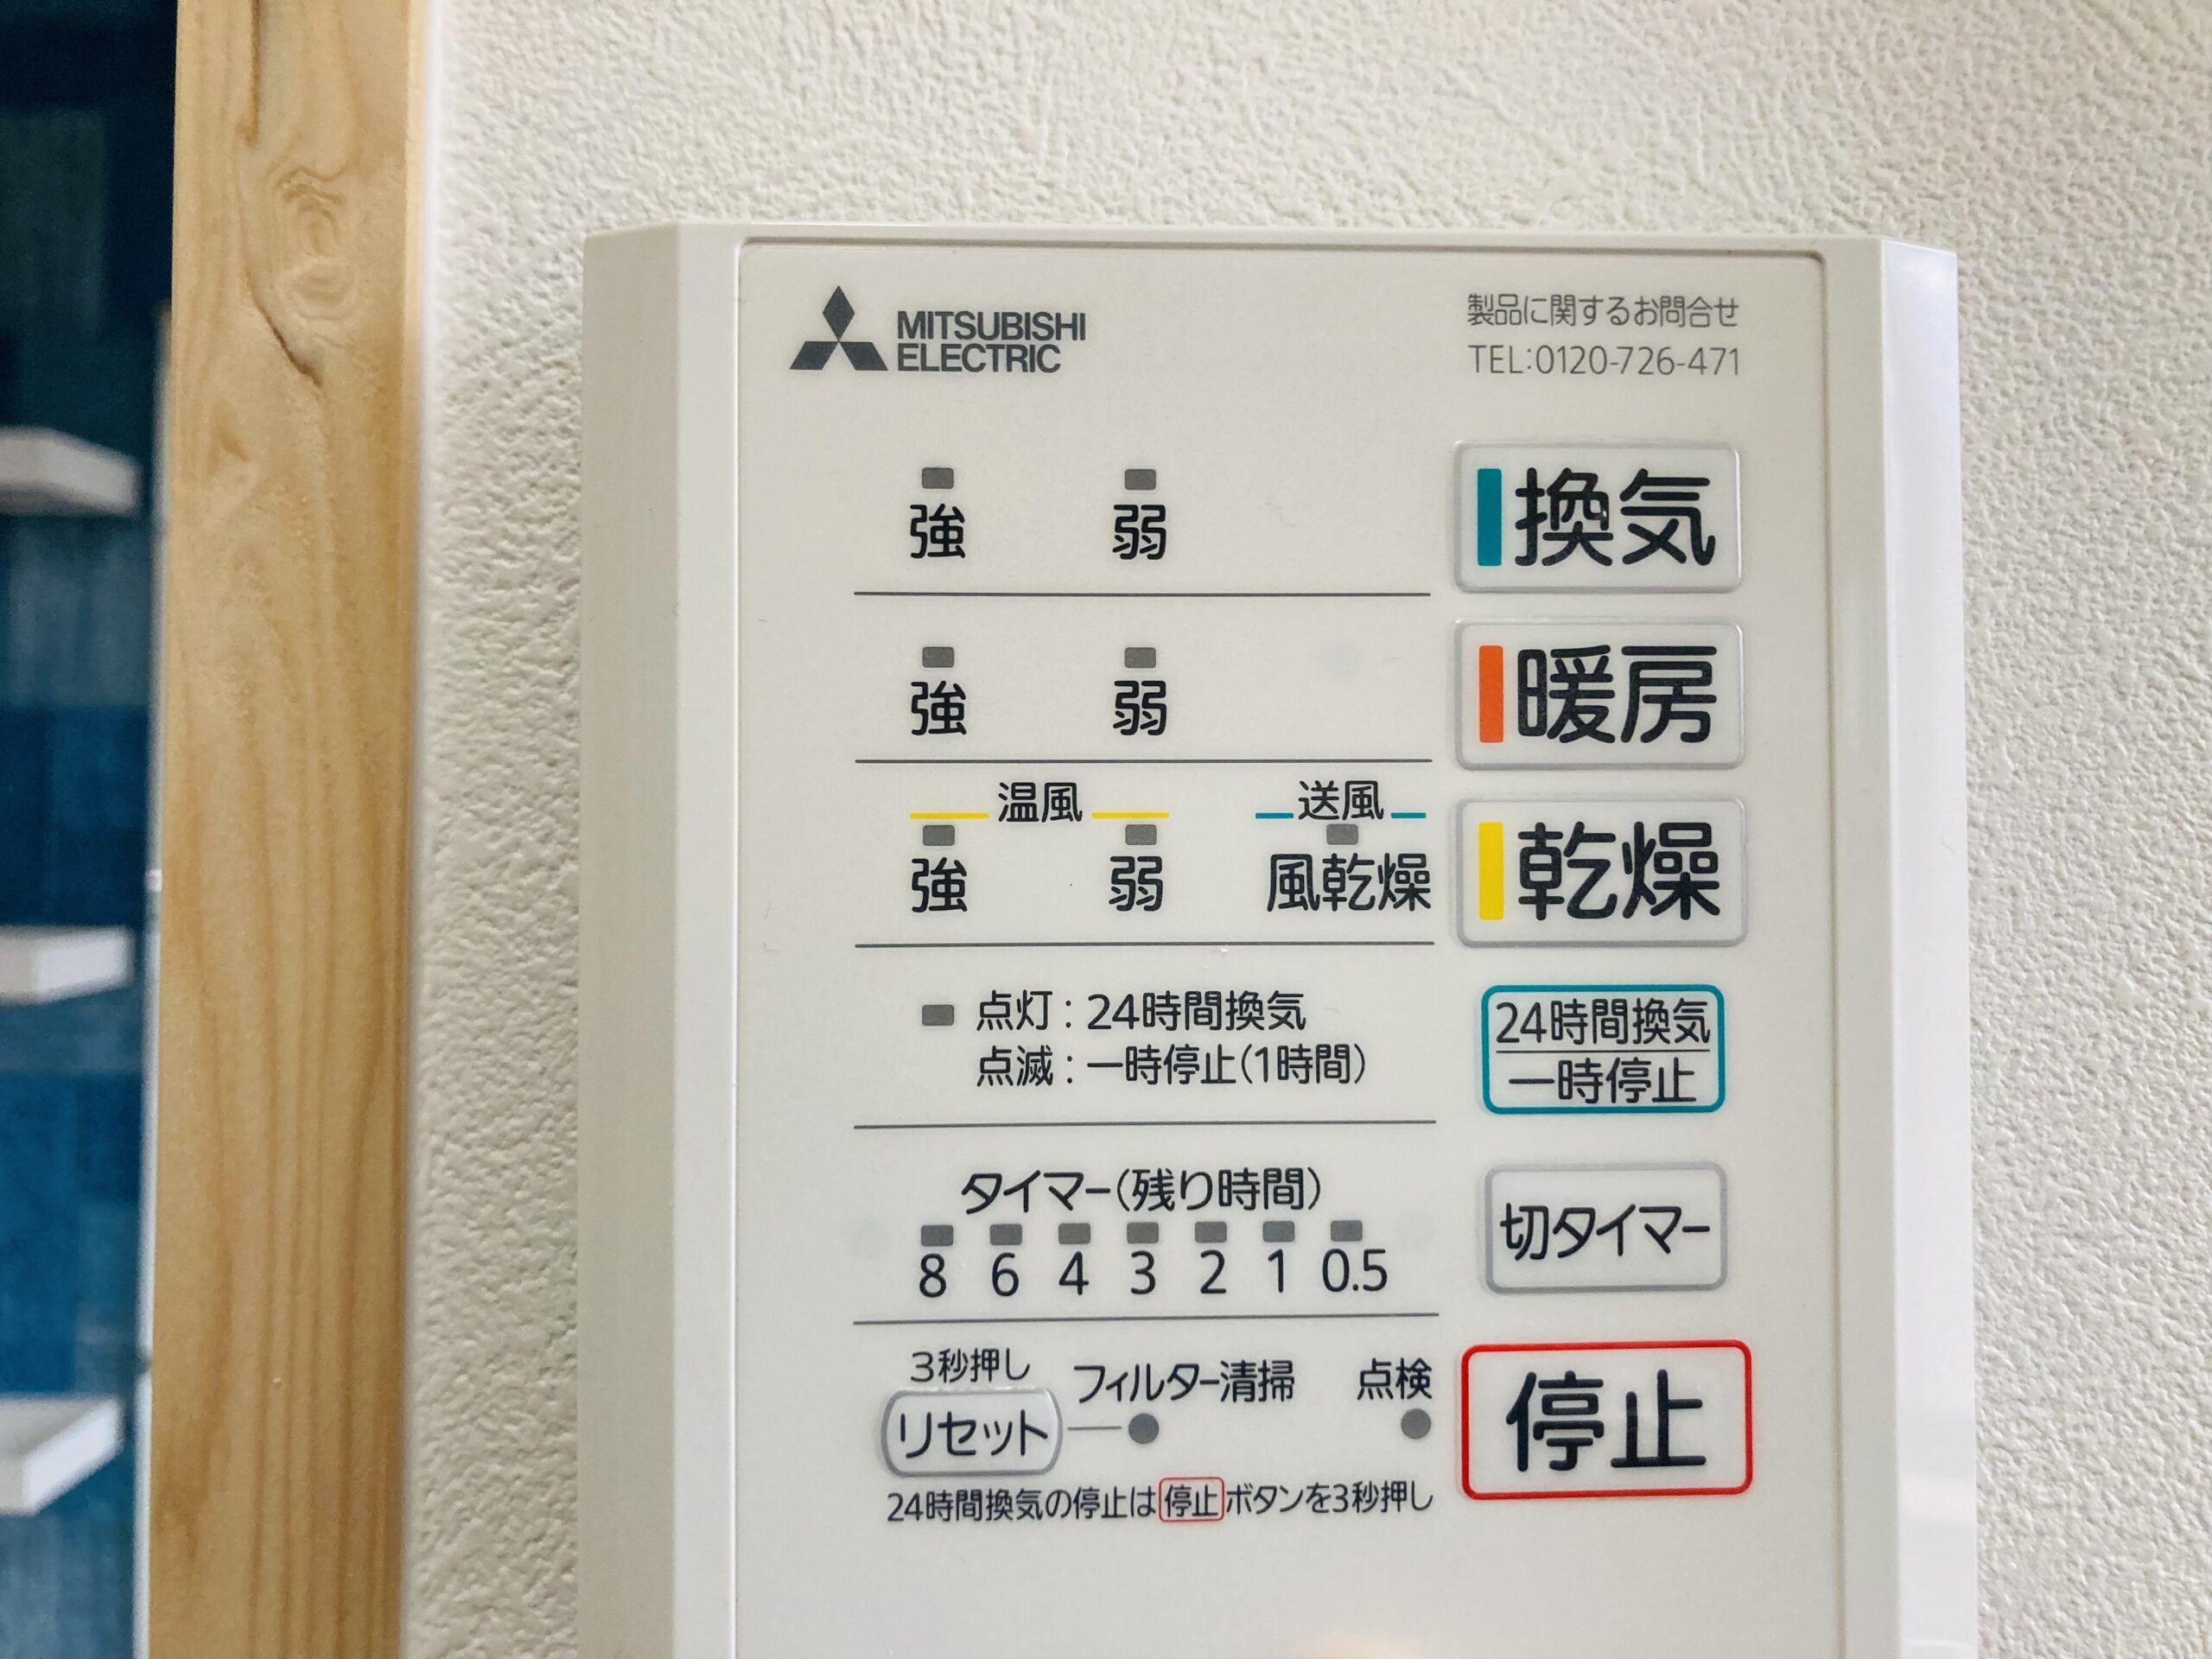 MITSUBISHI
ELECTRIC
製品に関するお問合せ
TEL:0120-726-471
強 弱 換気
強 弱 暖房
温風 送風
強 弱 風乾燥 乾燥
点灯：24時間換気
点滅：一時停止(1時間)
24時間換気
一時停止
タイマー(残り時間)
8 6 4 3 2 1 0.5
切タイマー
3秒押し
リセット フィルター清掃 点検
停止
24時間換気の停止は停止ボタンを3秒押し